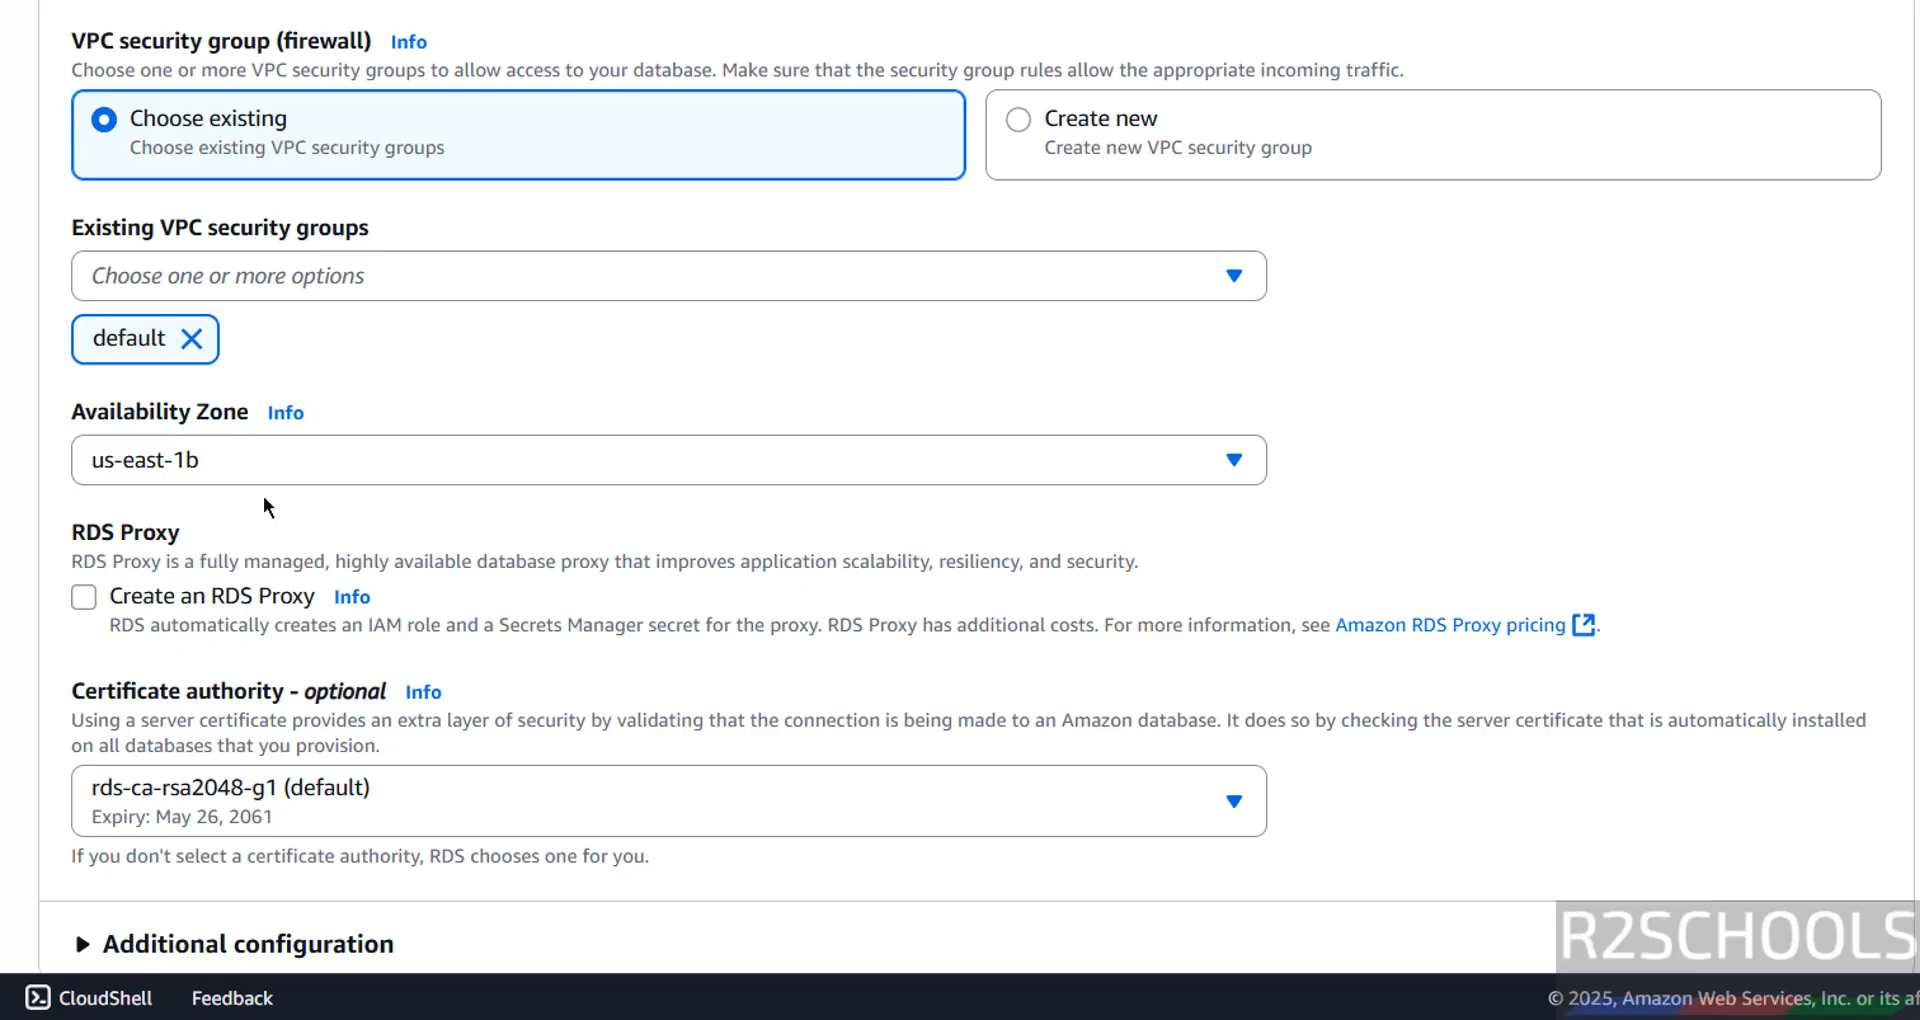 VPC security group (firewall) Info
Choose one or more VPC security groups to allow access to your database. Make sure that the security group rules allow the appropriate incoming traffic.
Choose existing
Choose existing VPC security groups
Create new
Create new VPC security group
Existing VPC security groups
Choose one or more options
default
Availability Zone Info
us-east-1b
RDS Proxy
RDS Proxy is a fully managed, highly available database proxy that improves application scalability, resiliency, and security.
Create an RDS Proxy Info
RDS automatically creates an IAM role and a Secrets Manager secret for the proxy. RDS Proxy has additional costs. For more information, see Amazon RDS Proxy pricing.
Certificate authority - optional Info
Using a server certificate provides an extra layer of security by validating that the connection is being made to an Amazon database. It does so by checking the server certificate that is automatically installed
on all databases that you provision.
rds-ca-rsa2048-g1 (default)
Expiry: May 26, 2061
If you don't select a certificate authority, RDS chooses one for you.
Additional configuration
R2SCHOOLS
CloudShell Feedback
© 2025, Amazon Web Services, Inc. or its af